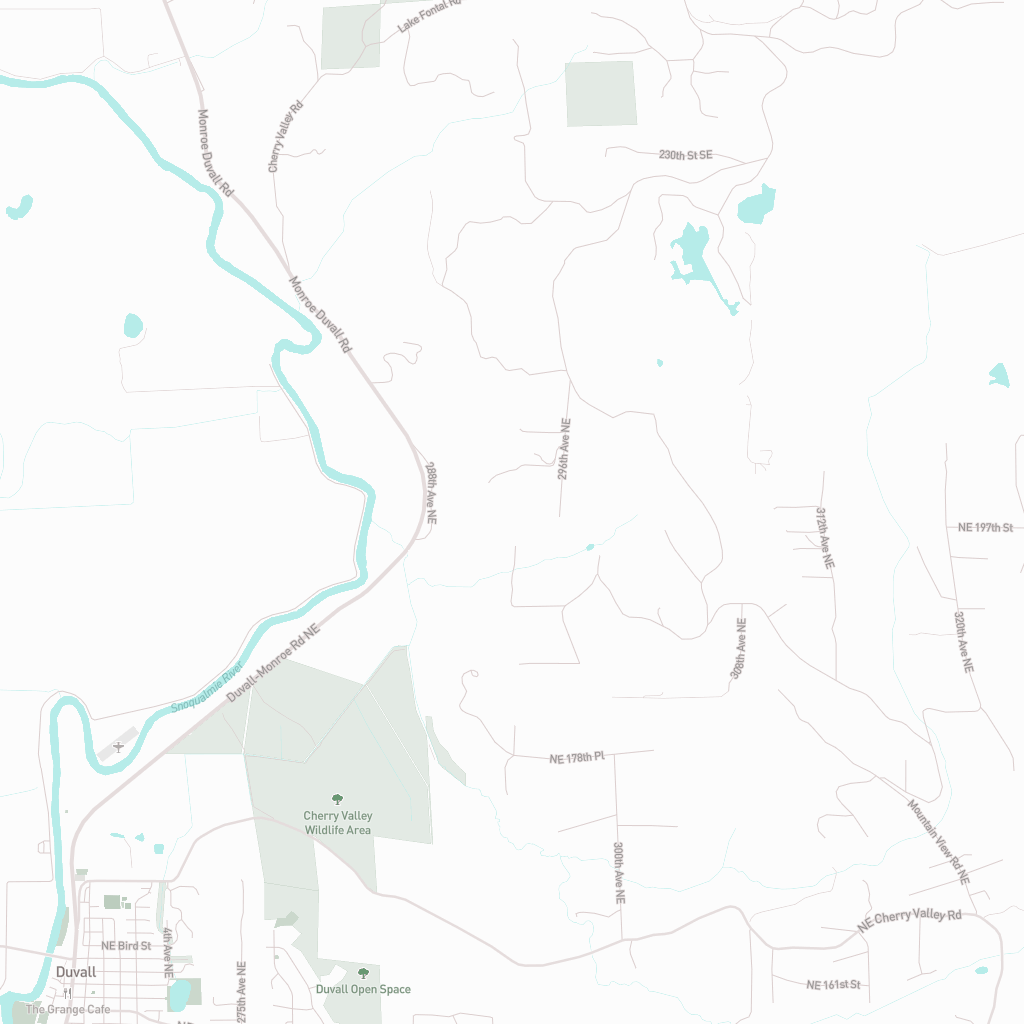 Lake Fontal Rd
Monroe Duvall Rd
Cherry Valley Rd
230th St SE
Monroe Duvall Rd
296th Ave NE
288th Ave NE
312th Ave NE
NE 197th St
320th Ave NE
308th Ave NE
Duvall-Monroe Rd NE
Snoqualmie River
NE 178th Pl
Cherry Valley
Wildlife Area
Mountain View Rd NE
300th Ave NE
NE Cherry Valley Rd
NE Bird St
4th Ave NE
Duvall
275th Ave NE
Duvall Open Space
NE 161st St
The Grange Cafe